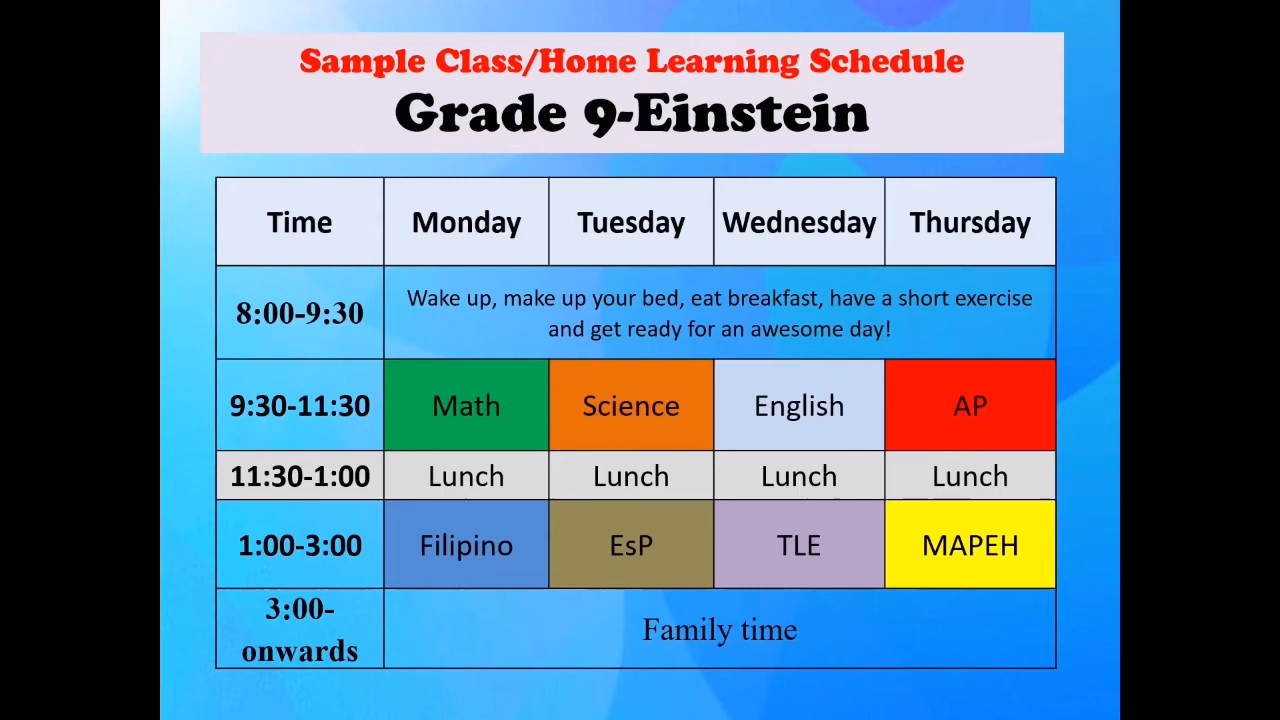 Sample Class/Home Learning Schedule
Grade 9-Einstein
Time Monday Tuesday Wednesday Thursday
8:00-9:30 Wake up, make up your bed, eat breakfast, have a short exercise
and get ready for an awesome day!
9:30-11:30 Math Science English AP
11:30-1:00 Lunch Lunch Lunch Lunch
1:00-3:00 Filipino EsP TLE MAPEH
3:00-
onwards Family time